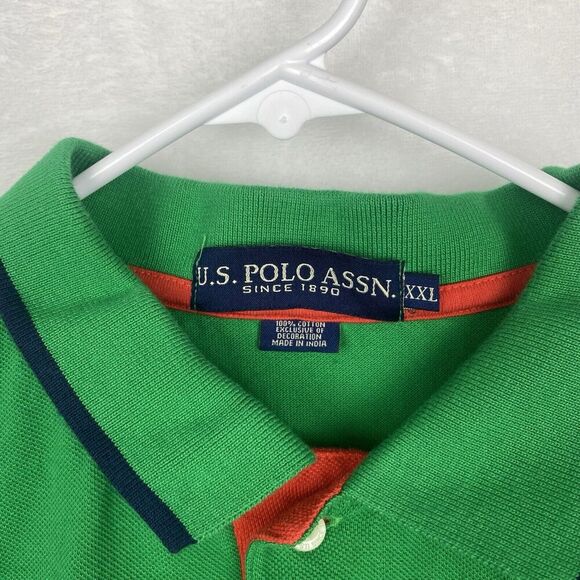 U.S. POLO ASSN.
SINCE 1890
XXL
100% COTTON
EXCLUSIVE OF
DECORATION
MADE IN INDIA